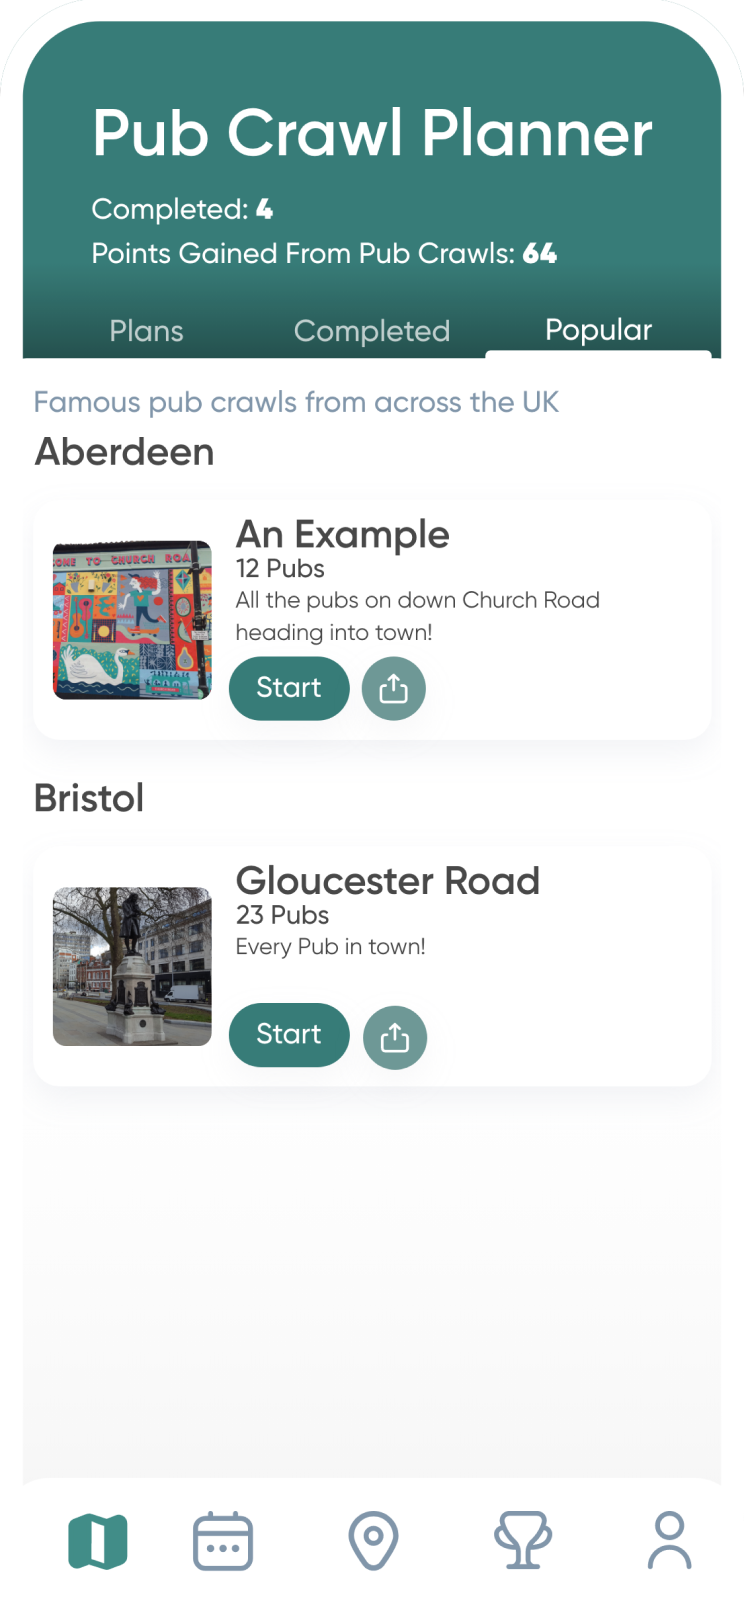 Pub Crawl Planner
Completed: 4
Points Gained From Pub Crawls: 64
Plans
Completed
Popular
Famous pub crawls from across the UK
Aberdeen
OME TO CHURCH ROA
An Example
12 Pubs
All the pubs on down Church Road
heading into town!
Start
Bristol
Gloucester Road
23 Pubs
Every Pub in town!
Start